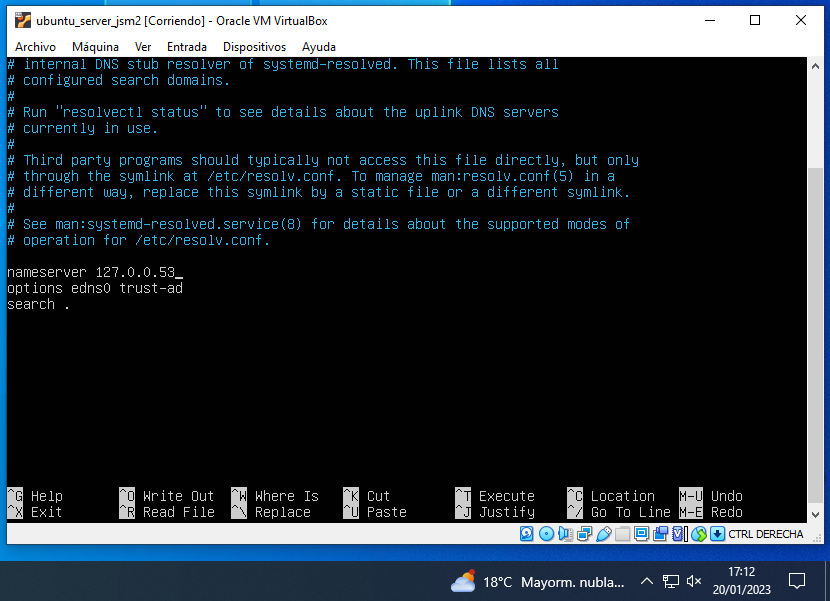 ubuntu_server_jsm2 [Corriendo] - Oracle VM VirtualBox
Archivo Máquina Ver Entrada Dispositivos Ayuda
# internal DNS stub resolver of systemd-resolved. This file lists all
# configured search domains.
#
# Run "resolvectl status" to see details about the uplink DNS servers
# currently in use.
#
# Third party programs should typically not access this file directly, but only
# through the symlink at /etc/resolv.conf. To manage man:resolv.conf(5) in a
# different way, replace this symlink by a static file or a different symlink.
#
# See man:systemd-resolved.service(8) for details about the supported modes of
# operation for /etc/resolv.conf.
nameserver 127.0.0.53_
options edns0 trust-ad
search .
^G Help ^O Write Out ^W Where Is ^K Cut ^T Execute ^C Location M-U Undo
^X Exit ^R Read File ^\ Replace ^U Paste ^J Justify ^/ Go To Line M-E Redo
CTRL DERECHA
18°C Mayorm. nubla... 17:12
20/01/2023